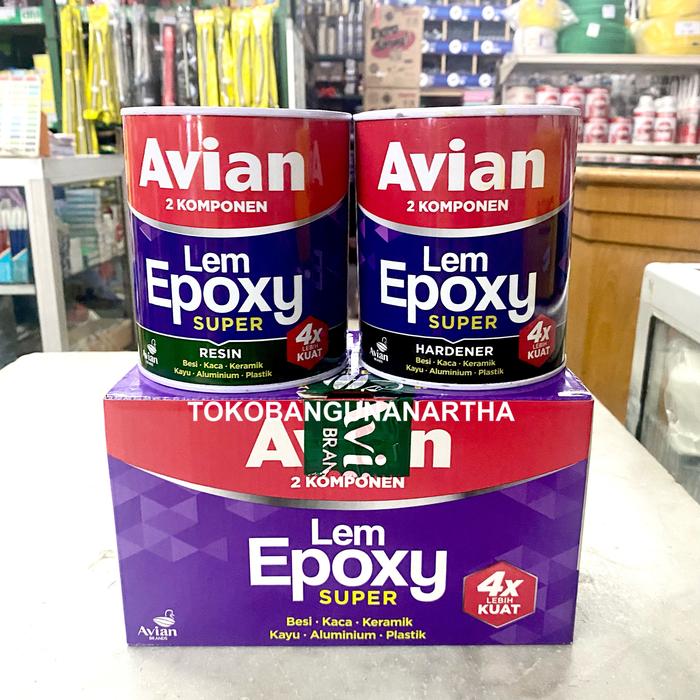 Avian
2 KOMPONEN
Lem
Epoxy
SUPER
4x
LEBIH
KUAT
RESIN
Besi · Kaca · Keramik
Kayu · Aluminium · Plastik
Avian
Avian
2 KOMPONEN
Lem
Epoxy
SUPER
4x
LEBIH
KUAT
HARDENER
Besi · Kaca · Keramik
Kayu · Aluminium · Plastik
Avian
TOKOBANGUNANARTHA
Avian
BRAN
2 KOMPONEN
Lem
Epoxy
SUPER
4x
LEBIH
KUAT
Besi · Kaca · Keramik
Kayu · Aluminium · Plastik
Avian
BRANDS